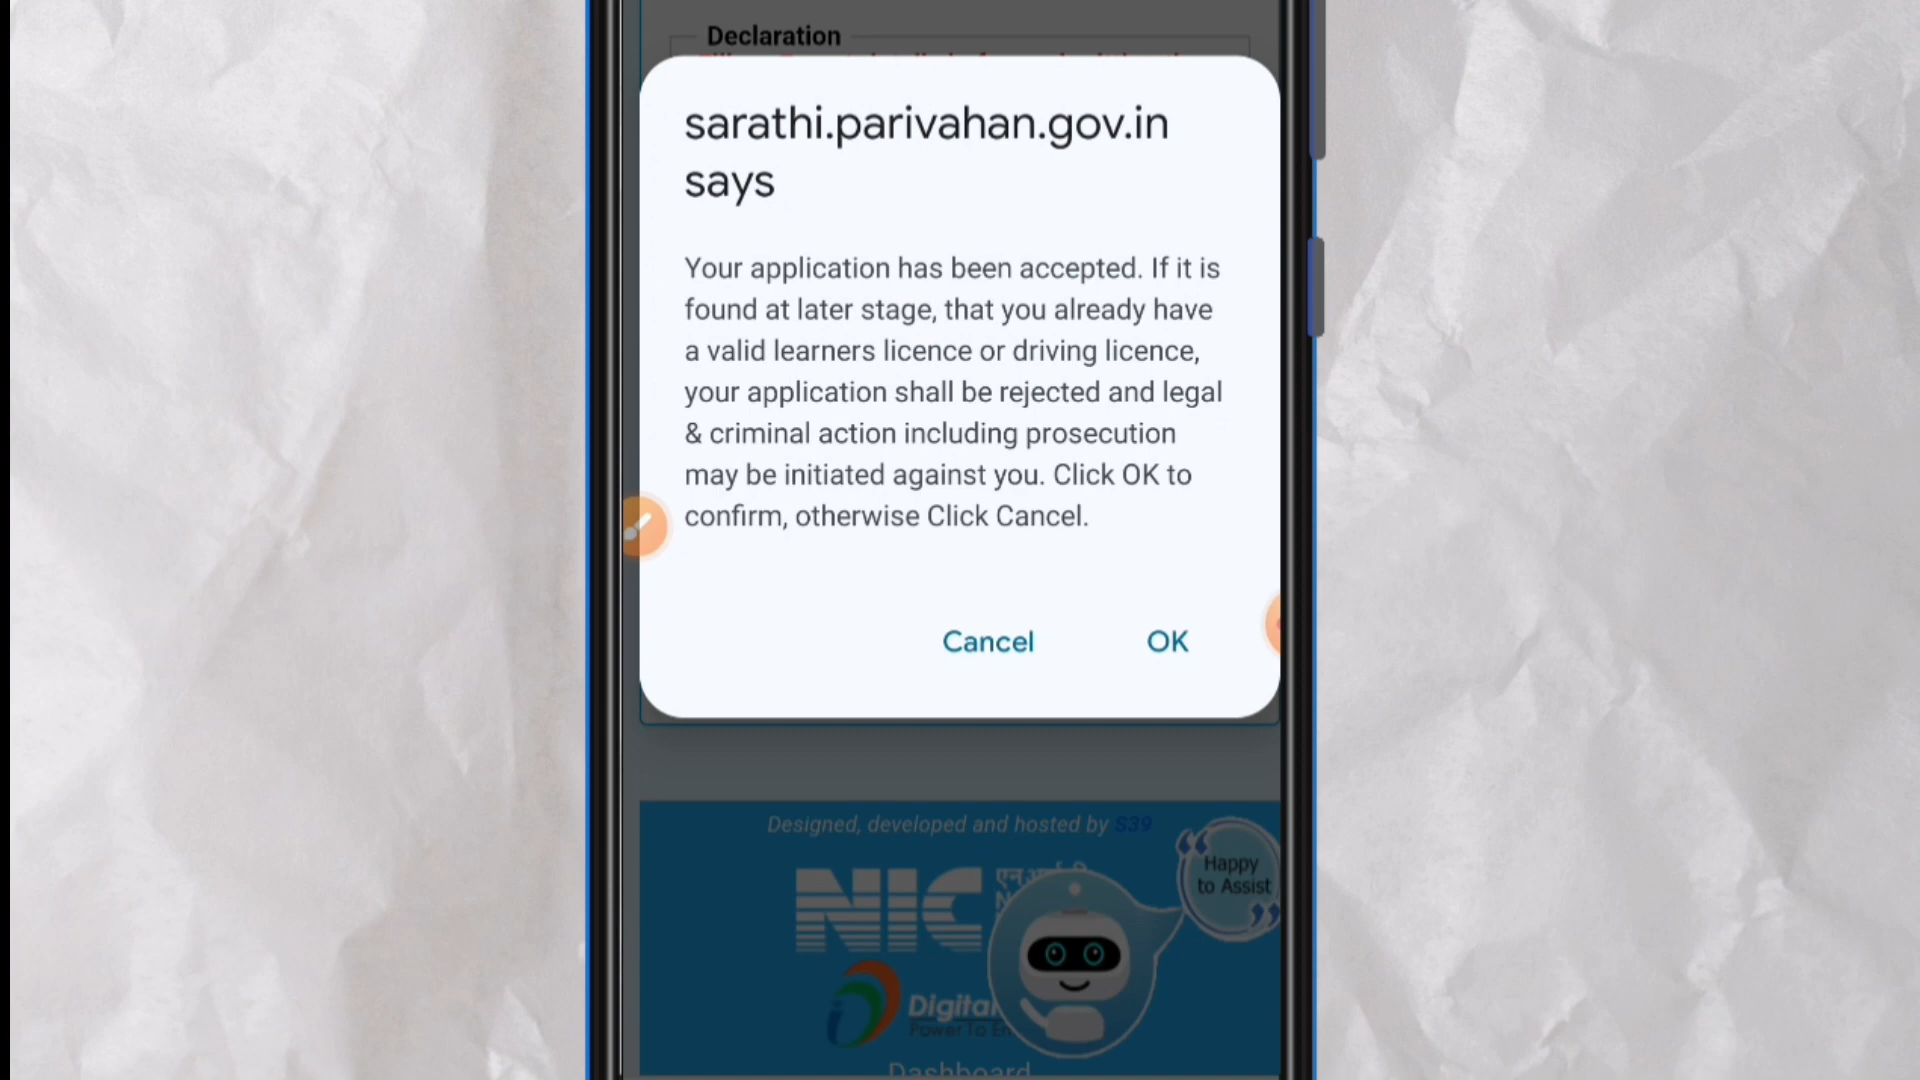 Declaration
sarathi.parivahan.gov.in
says
Your application has been accepted. If it is
found at later stage, that you already have
a valid learners licence or driving licence,
your application shall be rejected and legal
& criminal action including prosecution
may be initiated against you. Click OK to
confirm, otherwise Click Cancel.
Cancel OK
Designed, developed and hosted by S39
Happy
to Assist
NIC
Digital
Power To
Dashboard